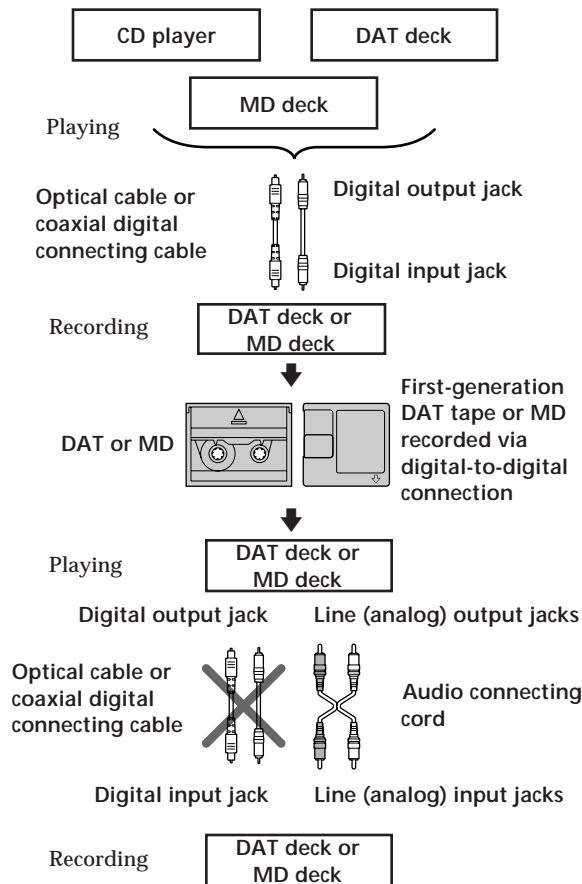 CD player
DAT deck
MD deck
Playing
Optical cable or
coaxial digital
connecting cable
Digital output jack
Digital input jack
Recording
DAT deck or
MD deck
DAT or MD
First-generation
DAT tape or MD
recorded via
digital-to-digital
connection
Playing
DAT deck or
MD deck
Digital output jack
Line (analog) output jacks
Optical cable or
coaxial digital
connecting cable
Audio connecting
cord
Digital input jack
Line (analog) input jacks
Recording
DAT deck or
MD deck